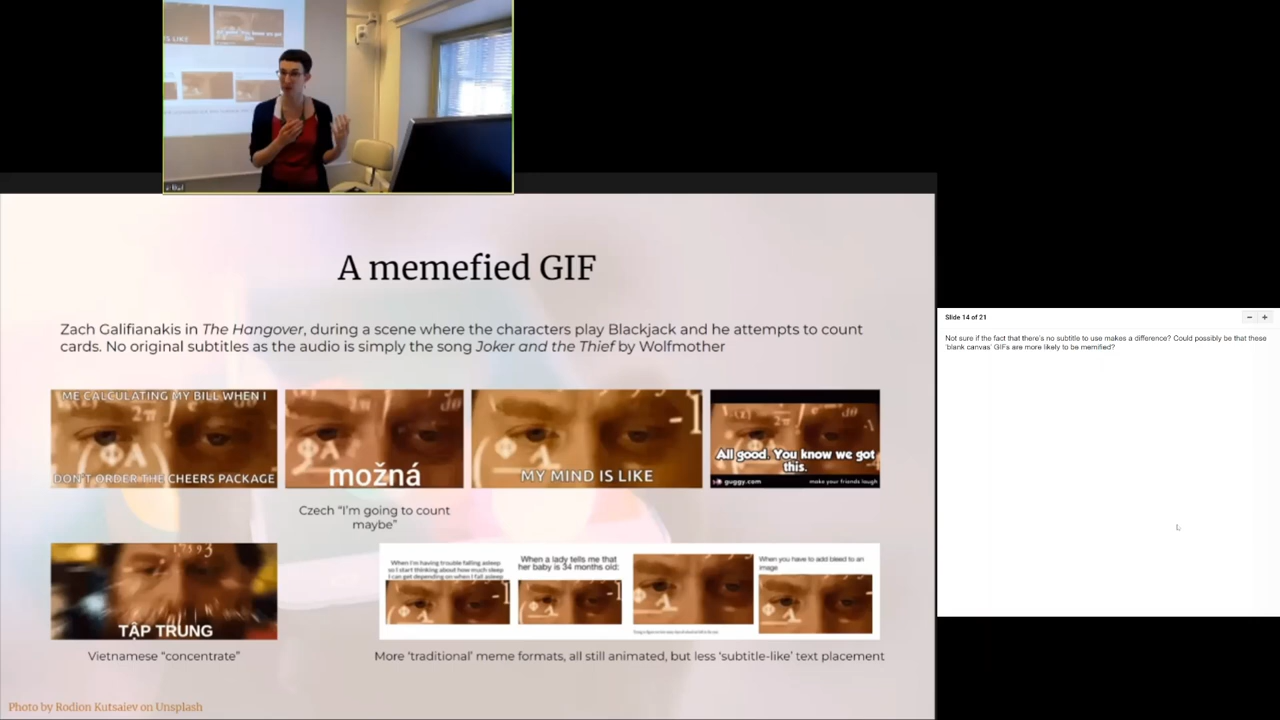 A memefied GIF
Zach Galifianakis in The Hangover, during a scene where the characters play Blackjack and he attempts to count
cards. No original subtitles as the audio is simply the song Joker and the Thief by Wolfmother
ME CALCULATING MY BILL WHEN I
DON'T ORDER THE CHEERS PACKAGE
možná
MY MIND IS LIKE
-1
All good. You know we got
this.
guggy.com
make your friends laugh
Czech "I'm going to count
maybe"
TẬP TRUNG
Vietnamese "concentrate"
When I'm having trouble falling asleep
so I start thinking about how much sleep
I can get depending on when I fall asleep
When a lady tells me that
her baby is 34 months old:
When you have to add bleed to an
image
More 'traditional' meme formats, all still animated, but less 'subtitle-like' text placement
Photo by Rodion Kutsaiev on Unsplash
Slide 14 of 21
Not sure if the fact that there's no subtitle to use makes a difference? Could possibly be that these
'blank canvas' GIFs are more likely to be memified?